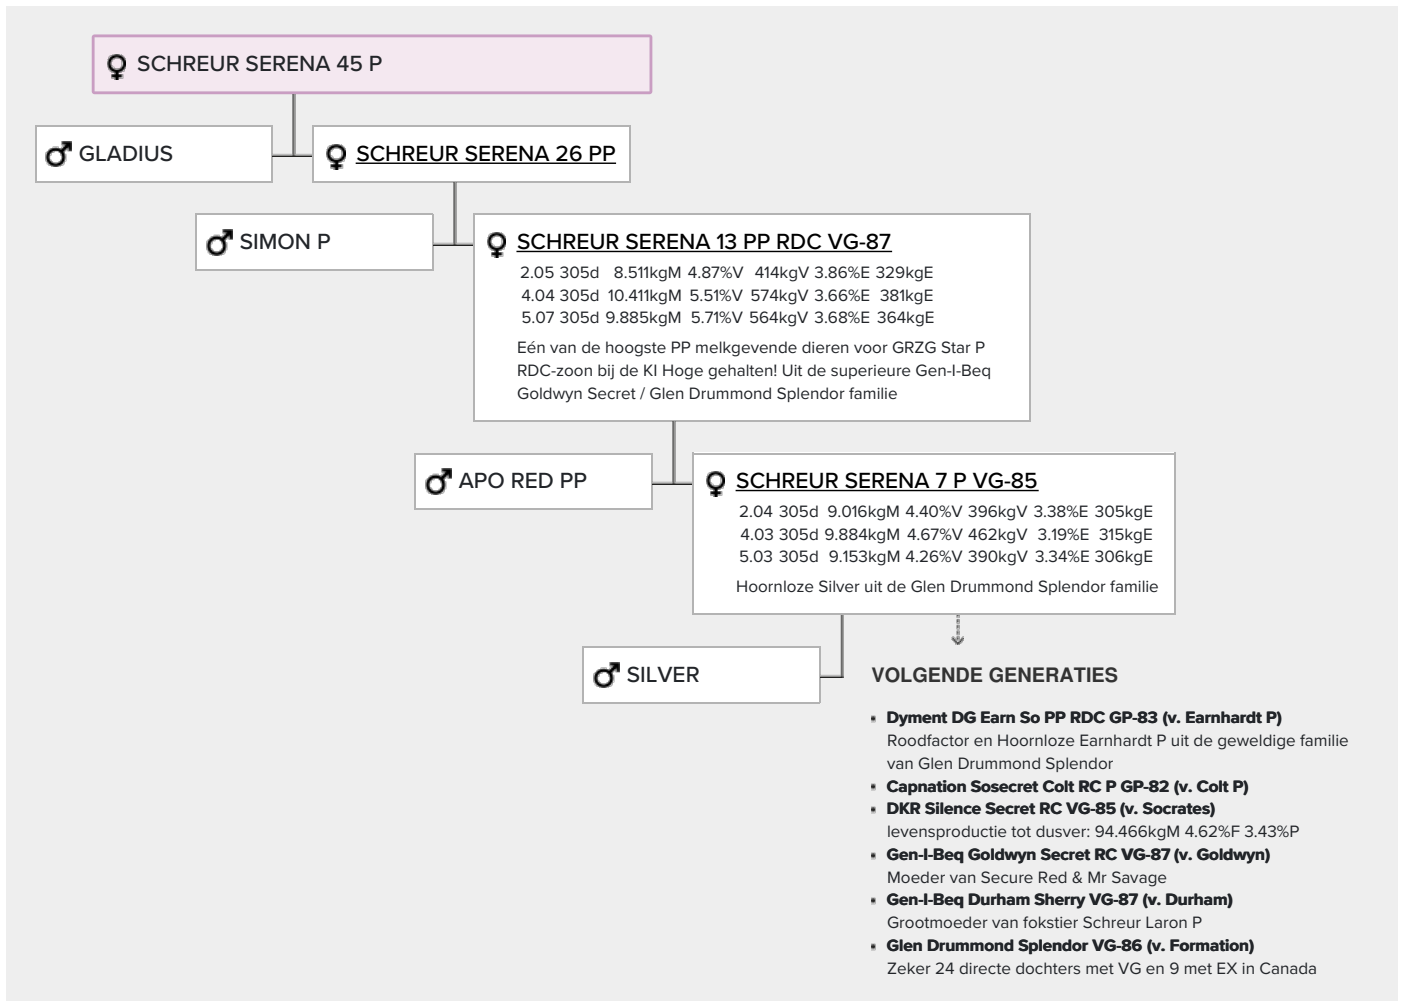 SCHREUR SERENA 45 P
GLADIUS
SCHREUR SERENA 26 PP
SIMON P
SCHREUR SERENA 13 PP RDC VG-87
2.05 305d 8.511kgM 4.87%V 414kgV 3.86%E 329kgE
4.04 305d 10.411kgM 5.51%V 574kgV 3.66%E 381kgE
5.07 305d 9.885kgM 5.71%V 564kgV 3.68%E 364kgE
Eén van de hoogste PP melkgevende dieren voor GRZG Star P
RDC-zoon bij de KI Hoge gehalten! Uit de superieure Gen-I-Beq
Goldwyn Secret / Glen Drummond Splendor familie
APO RED PP
SCHREUR SERENA 7 P VG-85
2.04 305d 9.016kgM 4.40%V 396kgV 3.38%E 305kgE
4.03 305d 9.884kgM 4.67%V 462kgV 3.19%E 315kgE
5.03 305d 9.153kgM 4.26%V 390kgV 3.34%E 306kgE
Hoornloze Silver uit de Glen Drummond Splendor familie
SILVER
VOLGENDE GENERATIES
Dyment DG Earn So PP RDC GP-83 (v. Earnhardt P)
Roodfactor en Hoornloze Earnhardt P uit de geweldige familie
van Glen Drummond Splendor
Capnation Sosecret Colt RC P GP-82 (v. Colt P)
DKR Silence Secret RC VG-85 (v. Socrates)
levensproductie tot dusver: 94.466kgM 4.62%F 3.43%P
Gen-I-Beq Goldwyn Secret RC VG-87 (v. Goldwyn)
Moeder van Secure Red & Mr Savage
Gen-I-Beq Durham Sherry VG-87 (v. Durham)
Grootmoeder van fokstier Schreur Laron P
Glen Drummond Splendor VG-86 (v. Formation)
Zeker 24 directe dochters met VG en 9 met EX in Canada